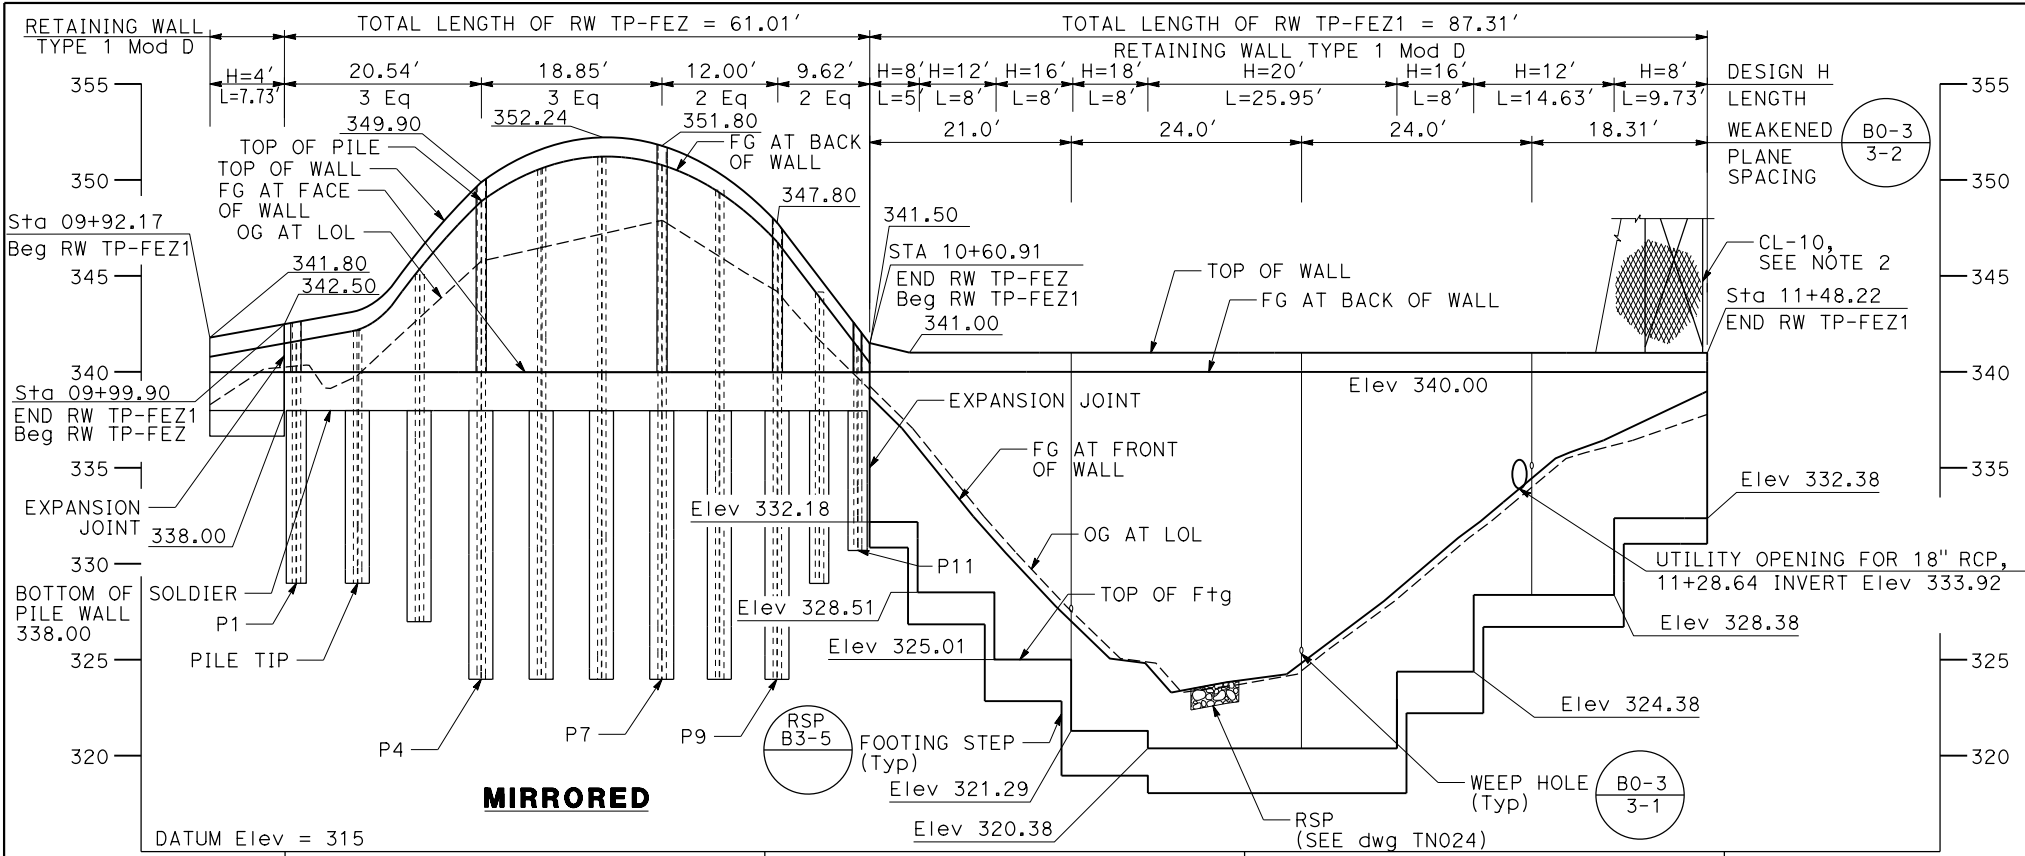 RETAINING WALL
TYPE 1 Mod D
TOTAL LENGTH OF RW TP-FEZ = 61.01'
TOTAL LENGTH OF RW TP-FEZ1 = 87.31'
RETAINING WALL TYPE 1 Mod D
H=4'
20.54'
18.85'
12.00'
9.62'
H=8'
H=12'
H=16'
H=18'
H=20'
H=16'
H=12'
H=8'
DESIGN H
355
355
L=7.73'
3 Eq
3 Eq
2 Eq
2 Eq
L=5'
L=8'
L=8'
L=8'
L=25.95'
L=8'
L=14.63'
L=9.73'
LENGTH
349.90
352.24
351.80
21.0'
24.0'
24.0'
18.31'
WEAKENED
PLANE
SPACING
B0-3
3-2
TOP OF PILE
TOP OF WALL
FG AT FACE
OF WALL
OG AT LOL
FG AT BACK
OF WALL
350
350
347.80
341.50
Sta 09+92.17
Beg RW TP-FEZ1
STA 10+60.91
END RW TP-FEZ
Beg RW TP-FEZ1
TOP OF WALL
FG AT BACK OF WALL
CL-10,
SEE NOTE 2
341.80
342.50
345
345
Sta 11+48.22
END RW TP-FEZ1
341.00
340
340
Elev 340.00
Sta 09+99.90
END RW TP-FEZ1
Beg RW TP-FEZ
EXPANSION JOINT
FG AT FRONT
OF WALL
335
335
Elev 332.38
EXPANSION
JOINT
338.00
Elev 332.18
OG AT LOL
330
330
P11
UTILITY OPENING FOR 18" RCP,
11+28.64 INVERT Elev 333.92
BOTTOM OF SOLDIER
PILE WALL
338.00
P1
Elev 328.51
TOP OF Ftg
Elev 328.38
PILE TIP
325
325
Elev 325.01
Elev 324.38
P4
P7
P9
RSP
B3-5
FOOTING STEP
(Typ)
320
320
Elev 321.29
WEEP HOLE
(Typ)
B0-3
3-1
MIRRORED
Elev 320.38
RSP
(SEE dwg TN024)
DATUM Elev = 315